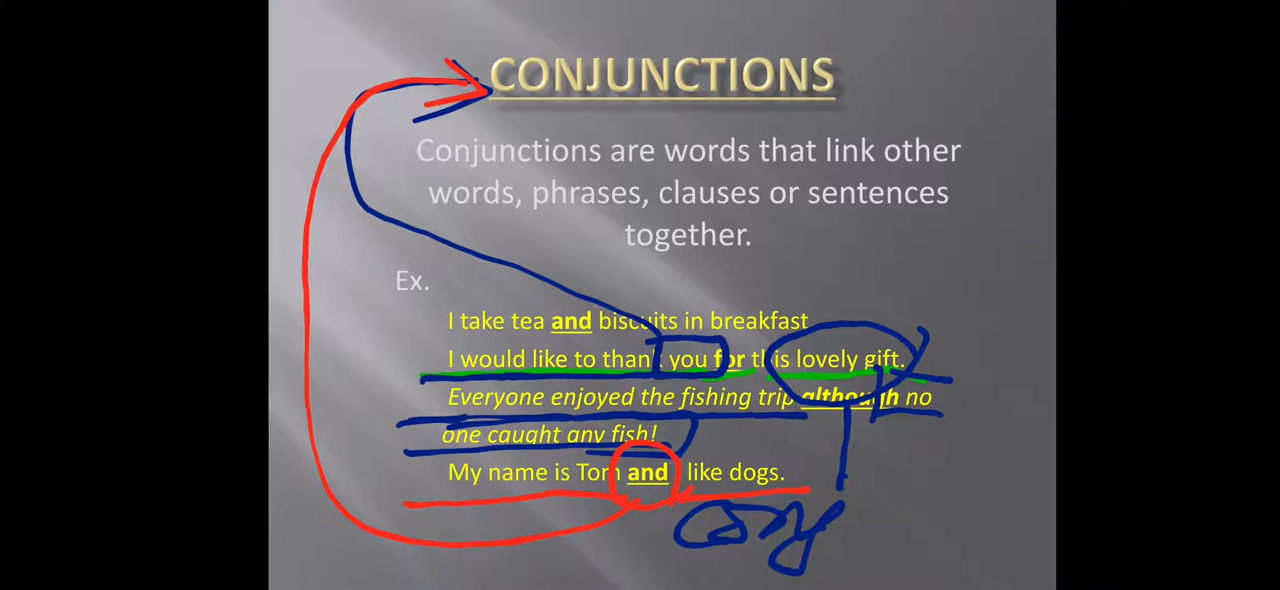 CONJUNCTIONS
Conjunctions are words that link other
words, phrases, clauses or sentences
together.
Ex.
I take tea and biscuits in breakfast
I would like to thank you for this lovely gift.
Everyone enjoyed the fishing trip although no
one caught any fish!
My name is Tom and like dogs.
conj